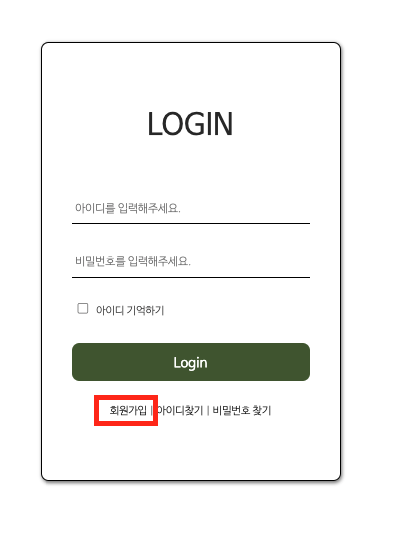 LOGIN
아이디를 입력해주세요.
비밀번호를 입력해주세요.
아이디 기억하기
Login
회원가입 | 아이디찾기 | 비밀번호 찾기